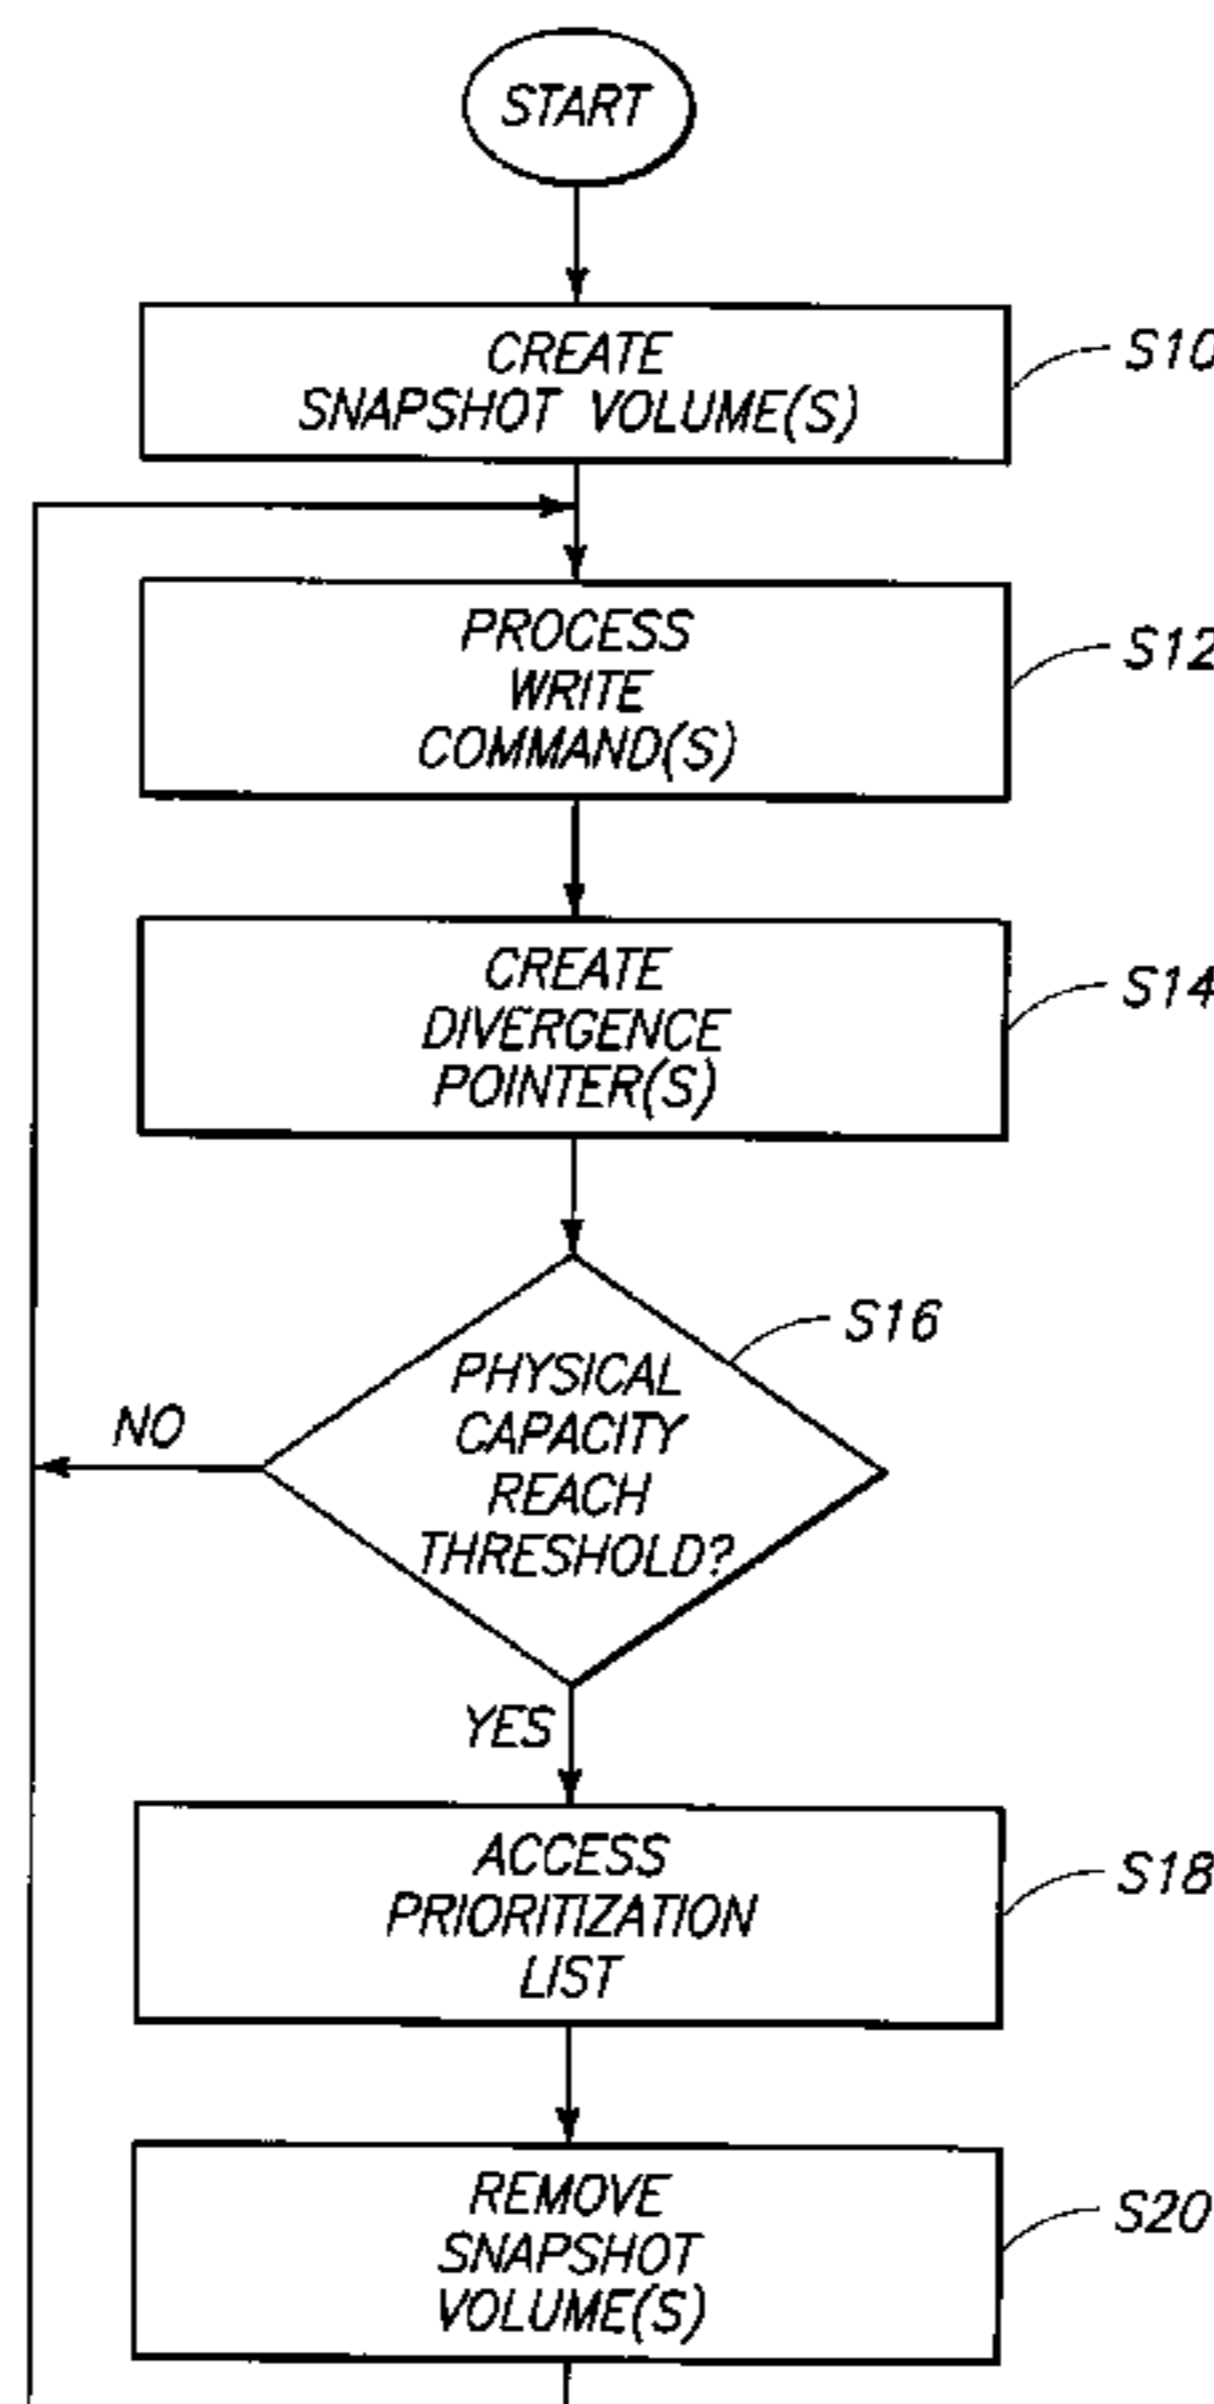 START
CREATE
SNAPSHOT VOLUME(S)
S10
PROCESS
WRITE
COMMAND(S)
S12
CREATE
DIVERGENCE
POINTER(S)
S14
PHYSICAL
CAPACITY
REACH
THRESHOLD?
S16
NO
YES
ACCESS
PRIORITIZATION
LIST
S18
REMOVE
SNAPSHOT
VOLUME(S)
S20